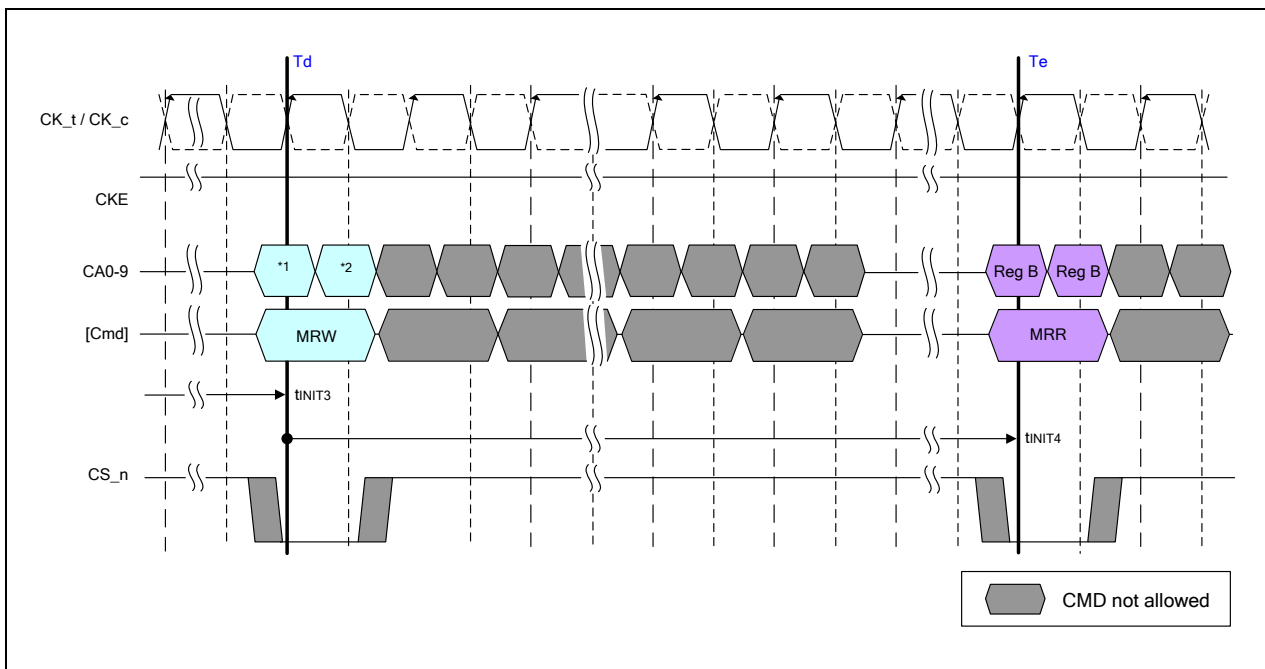 Td Te
CK_t / CK_c
CKE
CA0-9 *1 *2 Reg B Reg B
[Cmd] MRW MRR
tINIT3
tINIT4
CS_n
CMD not allowed